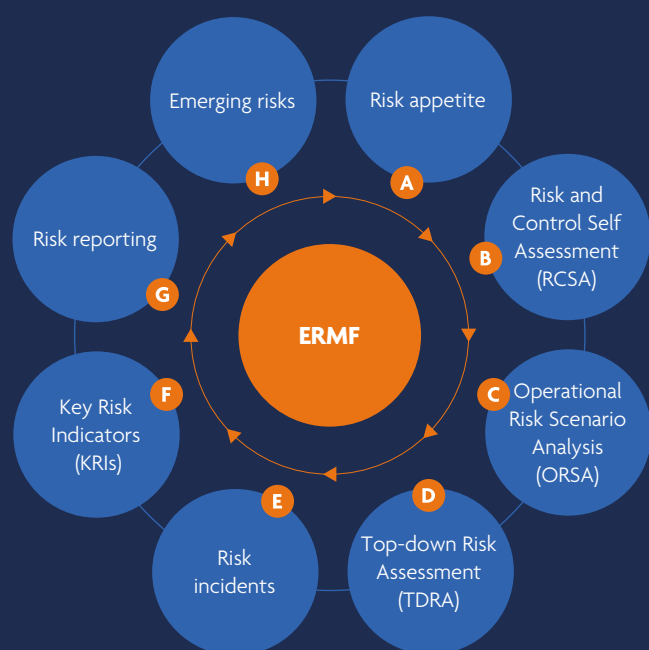 Emerging risks
H
Risk appetite
A
Risk and
Control Self
Assessment
(RCSA)
B
Operational
Risk Scenario
Analysis
(ORSA)
C
Top-down Risk
Assessment
(TDRA)
D
Risk
incidents
E
Key Risk
Indicators
(KRIs)
F
Risk reporting
G
ERMF